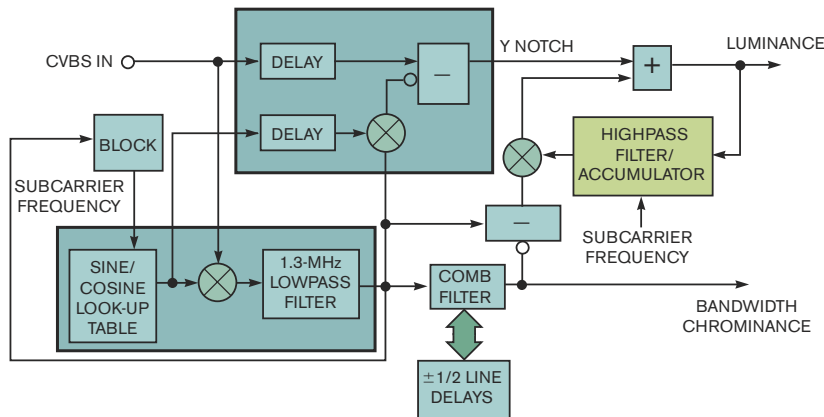 CVBS IN
DELAY
−
Y NOTCH
+
LUMINANCE
DELAY
BLOCK
HIGHPASS
FILTER/
ACCUMULATOR
SUBCARRIER
FREQUENCY
−
SUBCARRIER
FREQUENCY
SINE/
COSINE
LOOK-UP
TABLE
1.3-MHz
LOWPASS
FILTER
COMB
FILTER
BANDWIDTH
CHROMINANCE
±1/2 LINE
DELAYS